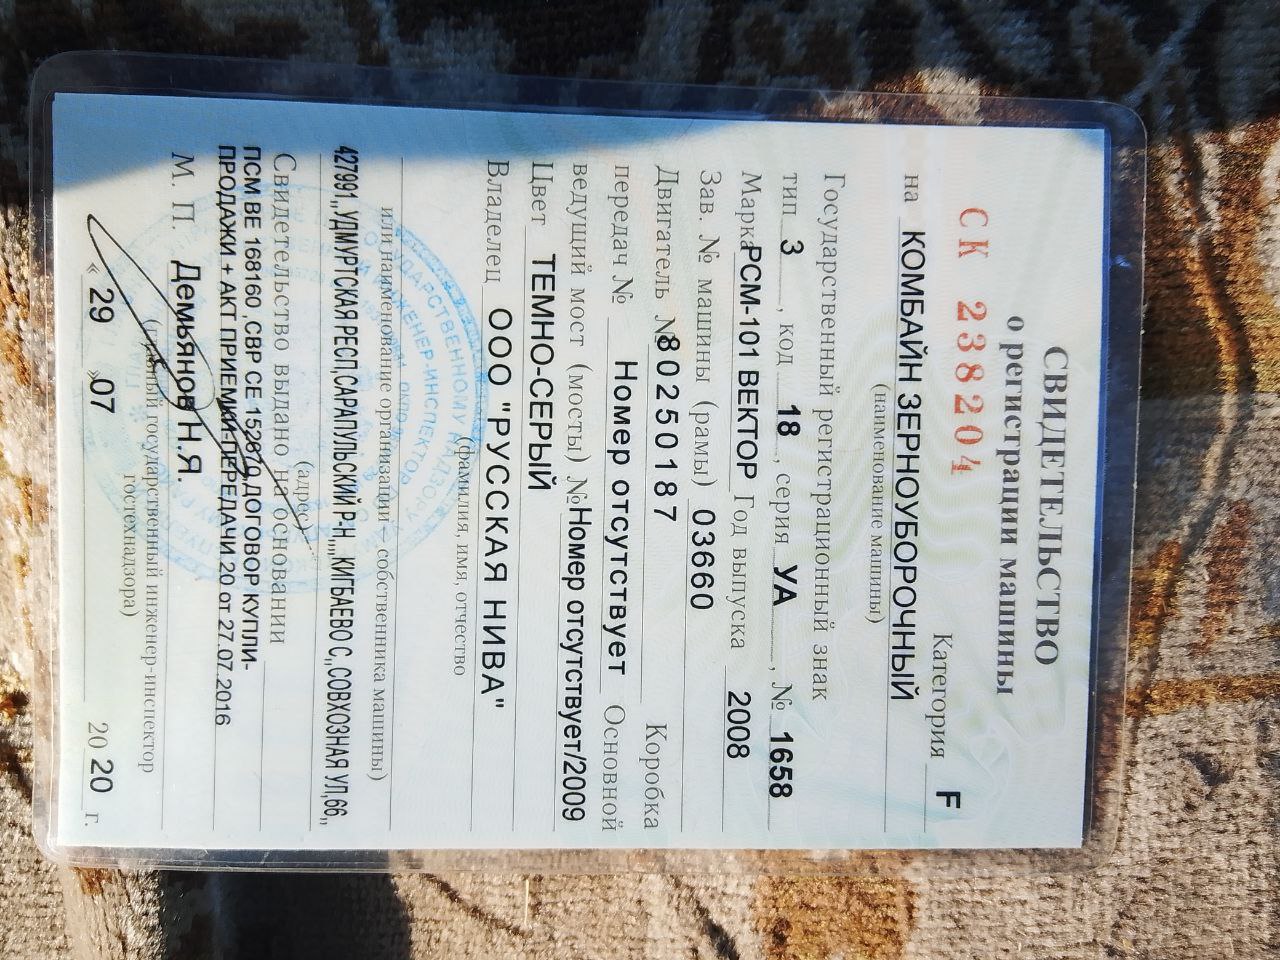 СВИДЕТЕЛЬСТВО
о регистрации машины
СК 238204 Категория F
на КОМБАЙН ЗЕРНОУБОРОЧНЫЙ
(наименование машины)
Государственный регистрационный знак
тип 3, код 18, серия УА, № 1658
Марка РСМ-101 ВЕКТОР Год выпуска 2008
Зав. № машины (рамы) 03660
Двигатель № 80250187 Коробка
передач № Номер отсутствует Основной
ведущий мост (мосты) № Номер отсутствует/2009
Цвет ТЕМНО-СЕРЫЙ
Владелец ООО "РУССКАЯ НИВА"
(фамилия, имя, отчество
или наименование организации – собственника машины)
427991,,УДМУРТСКАЯ РЕСП,САРАПУЛЬСКИЙ Р-Н,,,,КИГБАЕВО С,,СОВХОЗНАЯ УЛ,66,,
(адрес)
Свидетельство выдано на основании
ПСМ ВЕ 168160 ,СВР СЕ 152870,ДОГОВОР КУПЛИ-
ПРОДАЖИ + АКТ ПРИЕМКИ-ПЕРЕДАЧИ 20 от 27.07.2016
М. П. Демьянов Н.Я.
(главный государственный инженер-инспектор
гостехнадзора)
« 29 » 07 20 20 г.